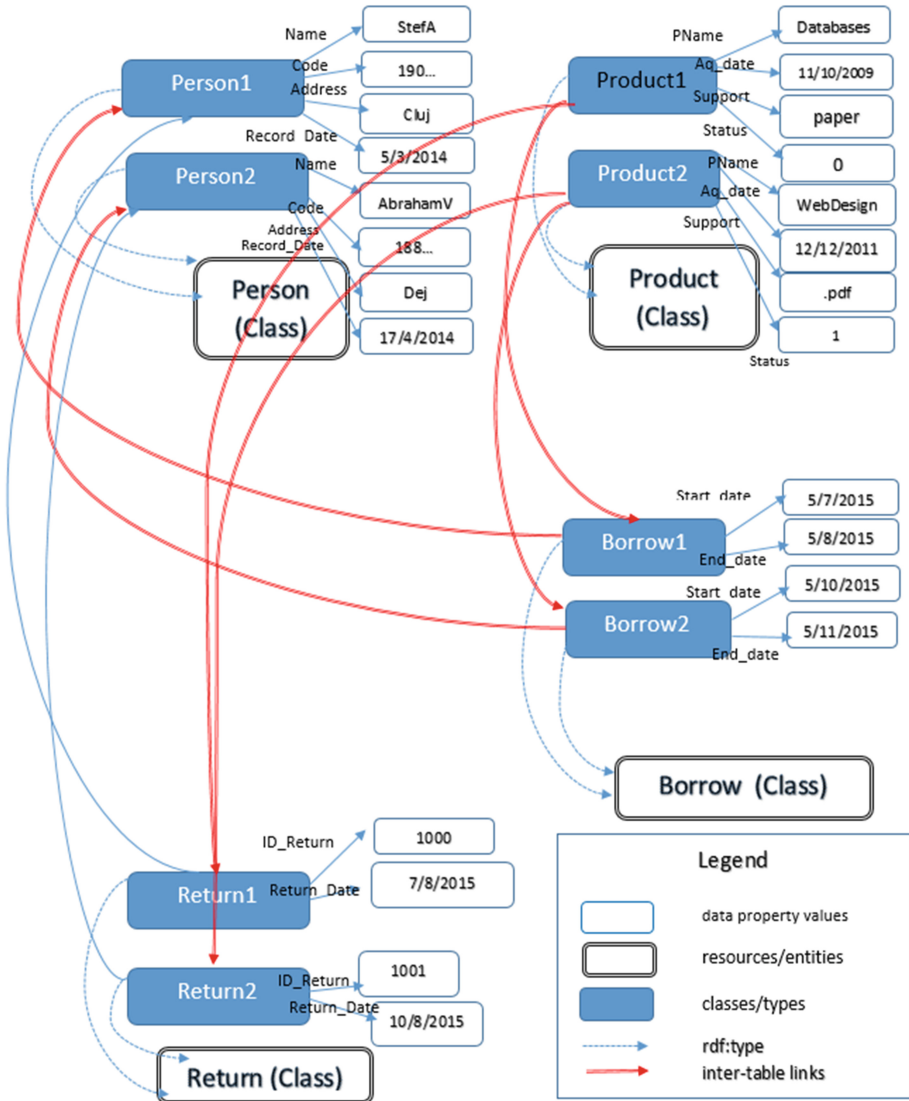 Name
StefA
Code
190...
Person1
Address
Cluj
Record_Date
5/3/2014
Person2
Name
AbrahamV
Code
188...
Address
Record_Date
Dej
Person
(Class)
17/4/2014
PName
Databases
Aq_date
11/10/2009
Product1
Support
paper
Status
0
Product2
PName
WebDesign
Aq_date
12/12/2011
Support
Product
(Class)
.pdf
1
Status
Start_date
5/7/2015
Borrow1
5/8/2015
End_date
Start_date
5/10/2015
Borrow2
5/11/2015
End_date
Borrow (Class)
ID_Return
1000
Return1
Return_Date
7/8/2015
ID_Return
1001
Return2
Return_Date
10/8/2015
Return (Class)
Legend
data property values
resources/entities
classes/types
rdf:type
inter-table links